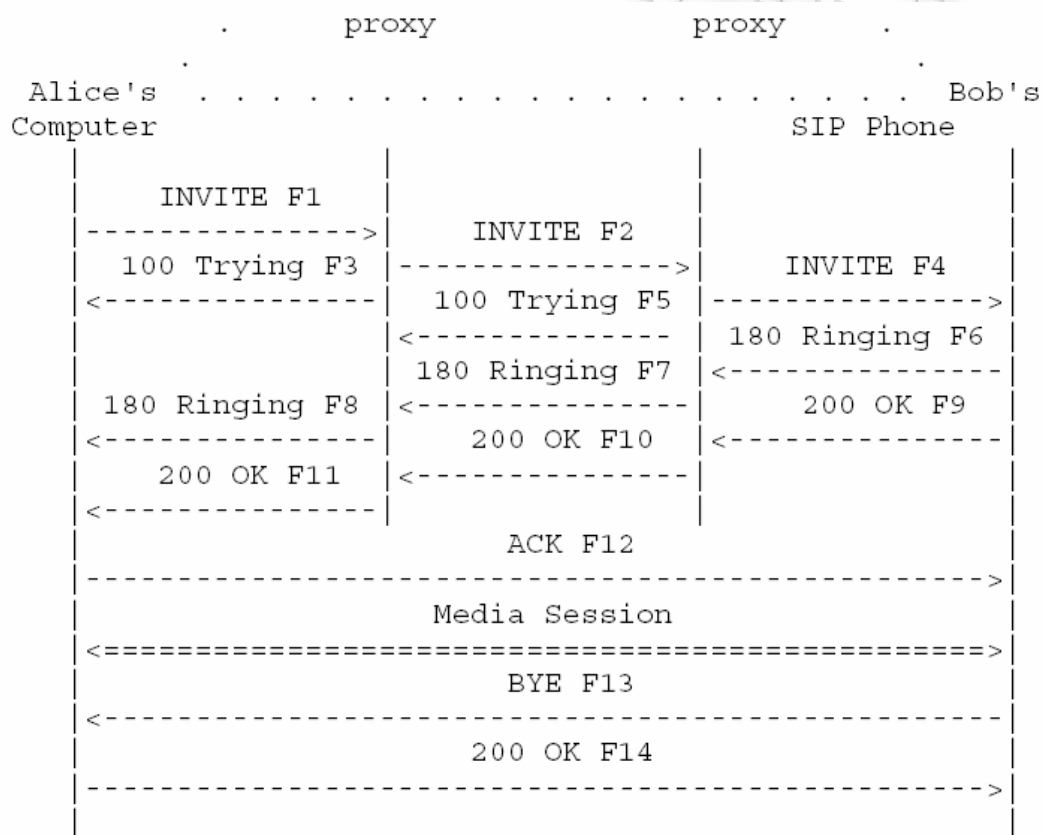 . proxy proxy .
. .
Alice's . . . . . . . . . . . . . . . . . . . . Bob's
Computer SIP Phone
| | | |
| INVITE F1 | | |
|--------------->| INVITE F2 | |
| 100 Trying F3 |--------------->| INVITE F4 |
|<---------------| 100 Trying F5 |--------------->|
| |<--------------- | 180 Ringing F6 |
| | 180 Ringing F7 |<---------------|
| 180 Ringing F8 |<---------------| 200 OK F9 |
|<---------------| 200 OK F10 |<---------------|
| 200 OK F11 |<---------------| |
|<---------------| | |
| ACK F12 |
|------------------------------------------------->|
| Media Session |
|<================================================>|
| BYE F13 |
|<-------------------------------------------------|
| 200 OK F14 |
|------------------------------------------------->|
| |